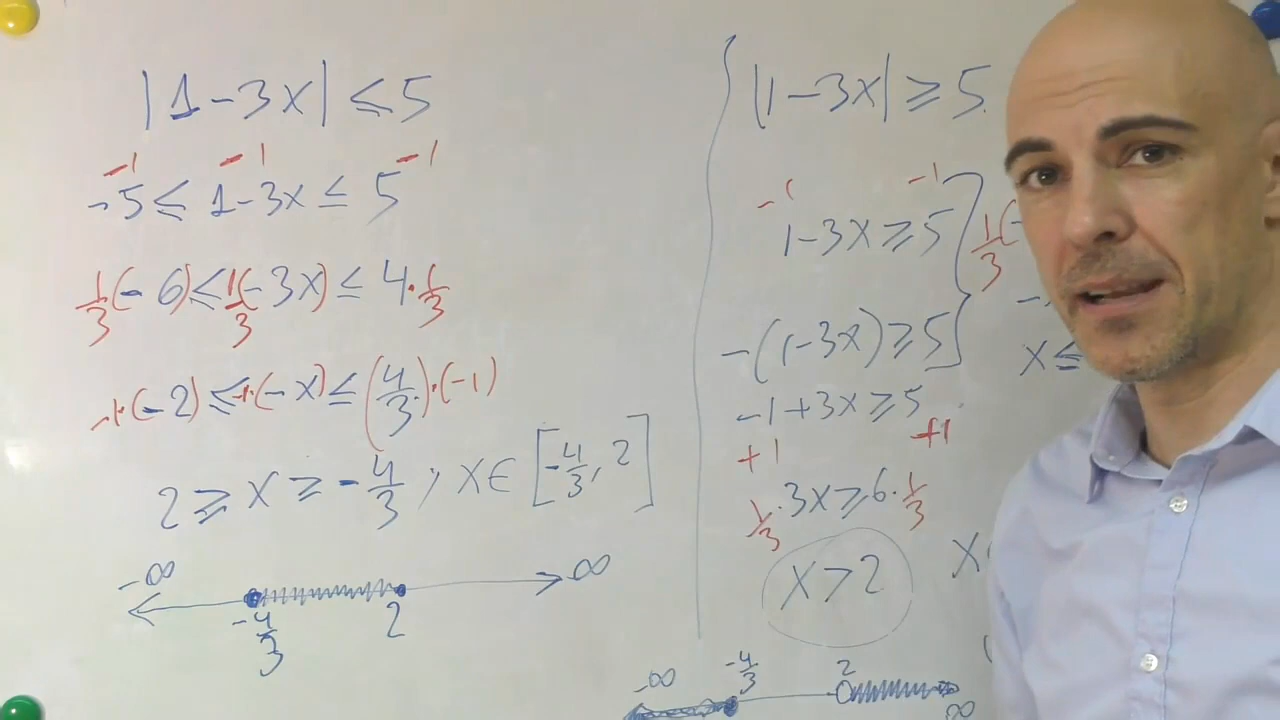 |1-3x| ≤ 5
-1 -1 -1
-5 ≤ 1-3x ≤ 5
1/3(-6) ≤ 1/3(-3x) ≤ 4·1/3
-1·(-2) ≤ -1·(-x) ≤ (4/3)·(-1)
2 ≥ x ≥ -4/3 ; x ∈ [-4/3, 2]
-∞ ∞
-4/3 2
|1-3x| ≥ 5
-1 -1
1-3x ≥ 5
1/3(-
-(1-3x) ≥ 5
x ≤
-1+3x ≥ 5
+1 +1
1/3·3x ≥ 6·1/3
x > 2
x
-∞ -4/3 2 ∞